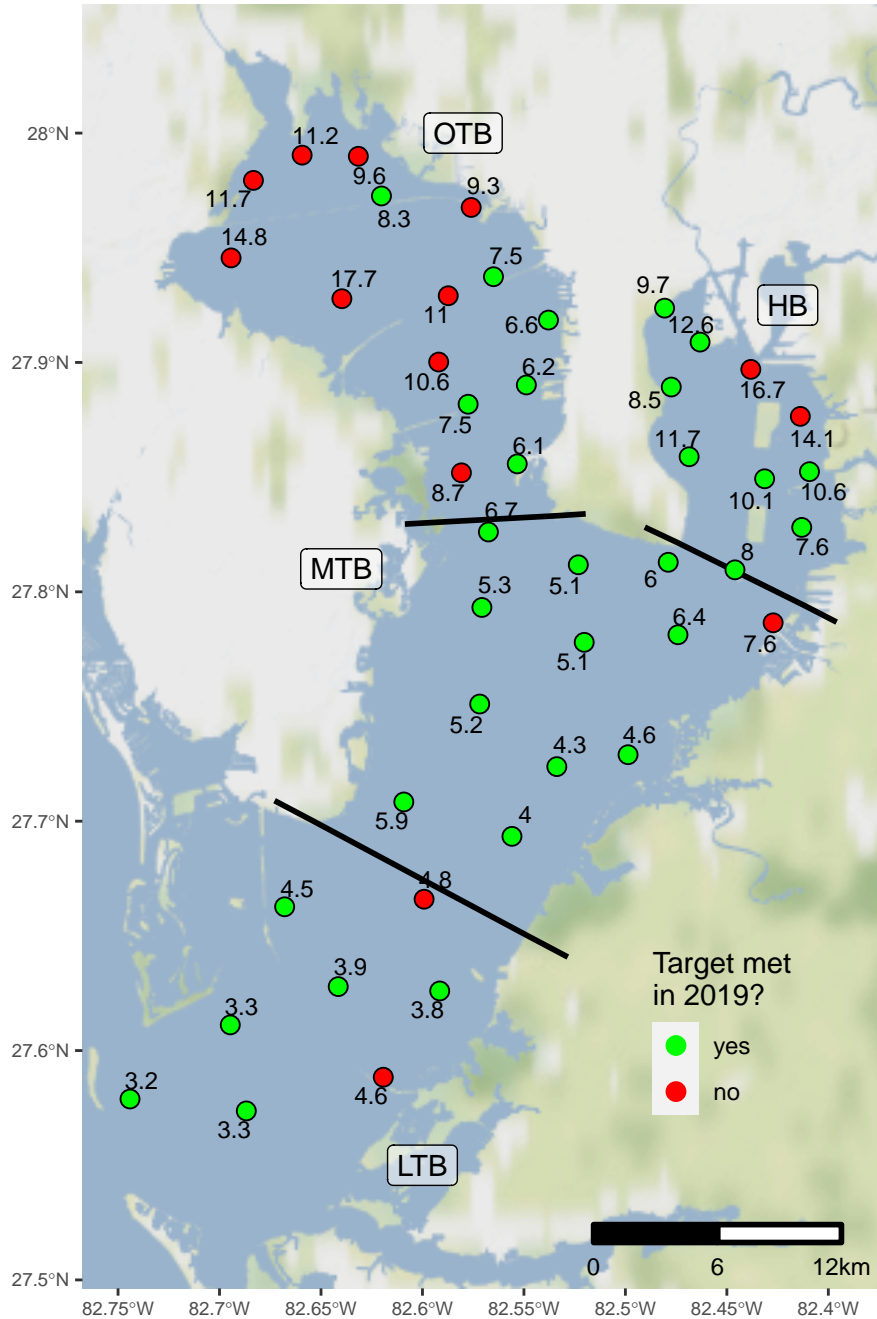 28°N
11.2
OTB
9.6
9.3
11.7
8.3
14.8
7.5
17.7
11
9.7
HB
6.6
12.6
27.9°N
6.2
10.6
16.7
8.5
7.5
14.1
11.7
6.1
8.7
10.1
10.6
6.7
7.6
MTB
5.1
6
8
27.8°N
5.3
6.4
7.6
5.1
5.2
4.3
4.6
27.7°N
5.9
4
4.8
4.5
3.9
Target met
in 2019?
3.3
3.8
27.6°N
yes
3.2
4.6
no
3.3
LTB
0 6 12km
27.5°N
82.75°W 82.7°W 82.65°W 82.6°W 82.55°W 82.5°W 82.45°W 82.4°W